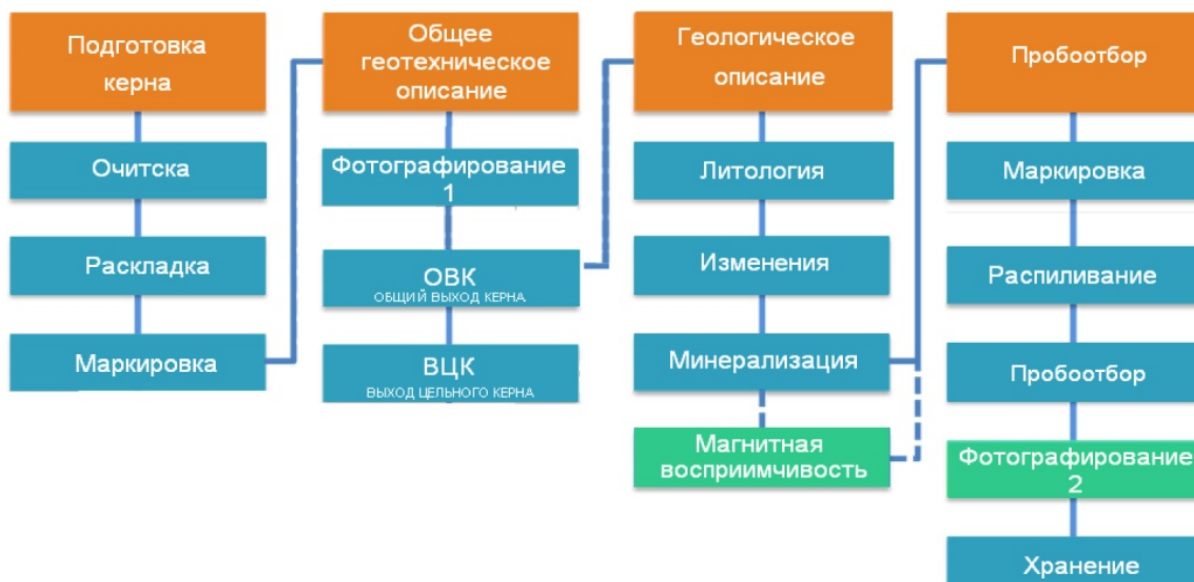 Подготовка
керна
Очитска
Раскладка
Маркировка
Общее
геотехническое
описание
Фотографирование
1
ОВК
ОБЩИЙ ВЫХОД КЕРНА
ВЦК
ВЫХОД ЦЕЛЬНОГО КЕРНА
Геологическое
описание
Литология
Изменения
Минерализация
Магнитная
восприимчивость
Пробоотбор
Маркировка
Распиливание
Пробоотбор
Фотографирование
2
Хранение